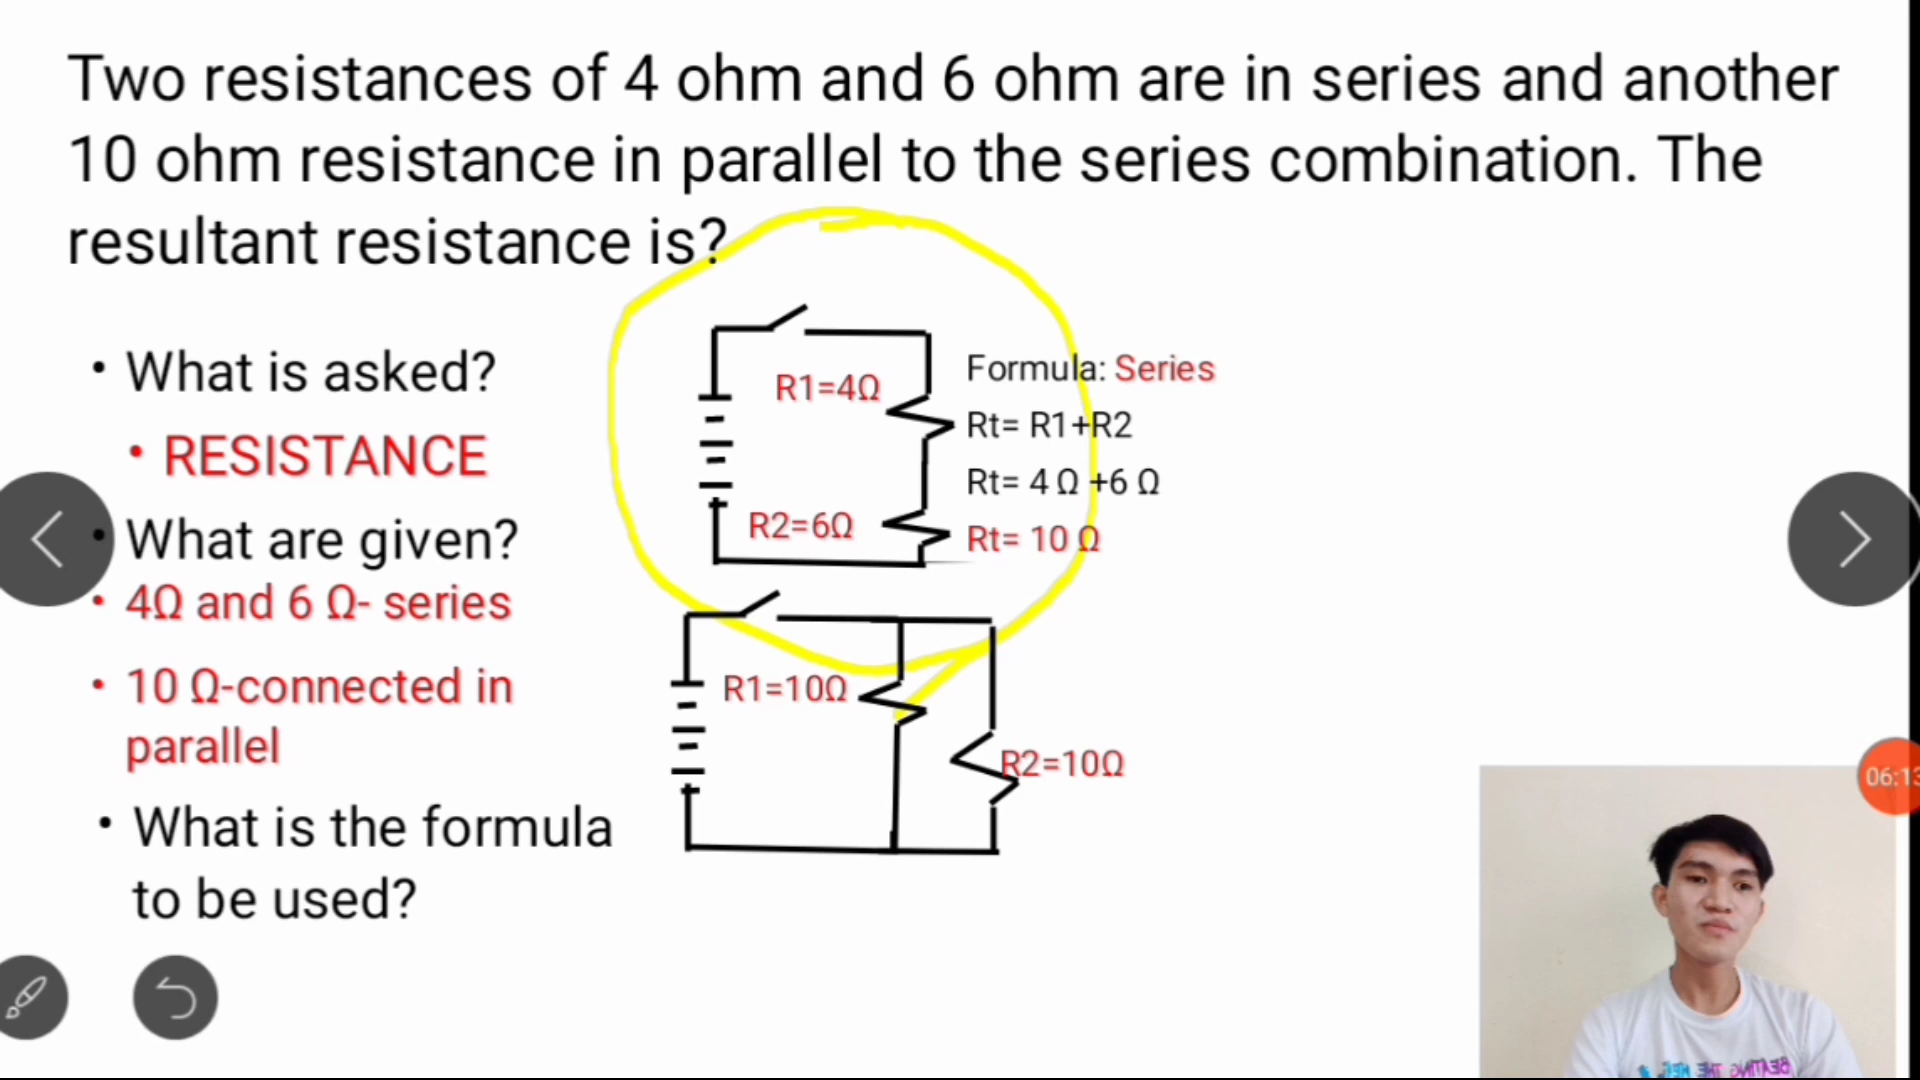 Two resistances of 4 ohm and 6 ohm are in series and another
10 ohm resistance in parallel to the series combination. The
resultant resistance is?
• What is asked?
• RESISTANCE
• What are given?
• 4Ω and 6 Ω- series
• 10 Ω-connected in
parallel
• What is the formula
to be used?
R1=4Ω
R2=6Ω
Formula: Series
Rt= R1+R2
Rt= 4 Ω +6 Ω
Rt= 10 Ω
R1=10Ω
R2=10Ω
06:13
BEATING THE